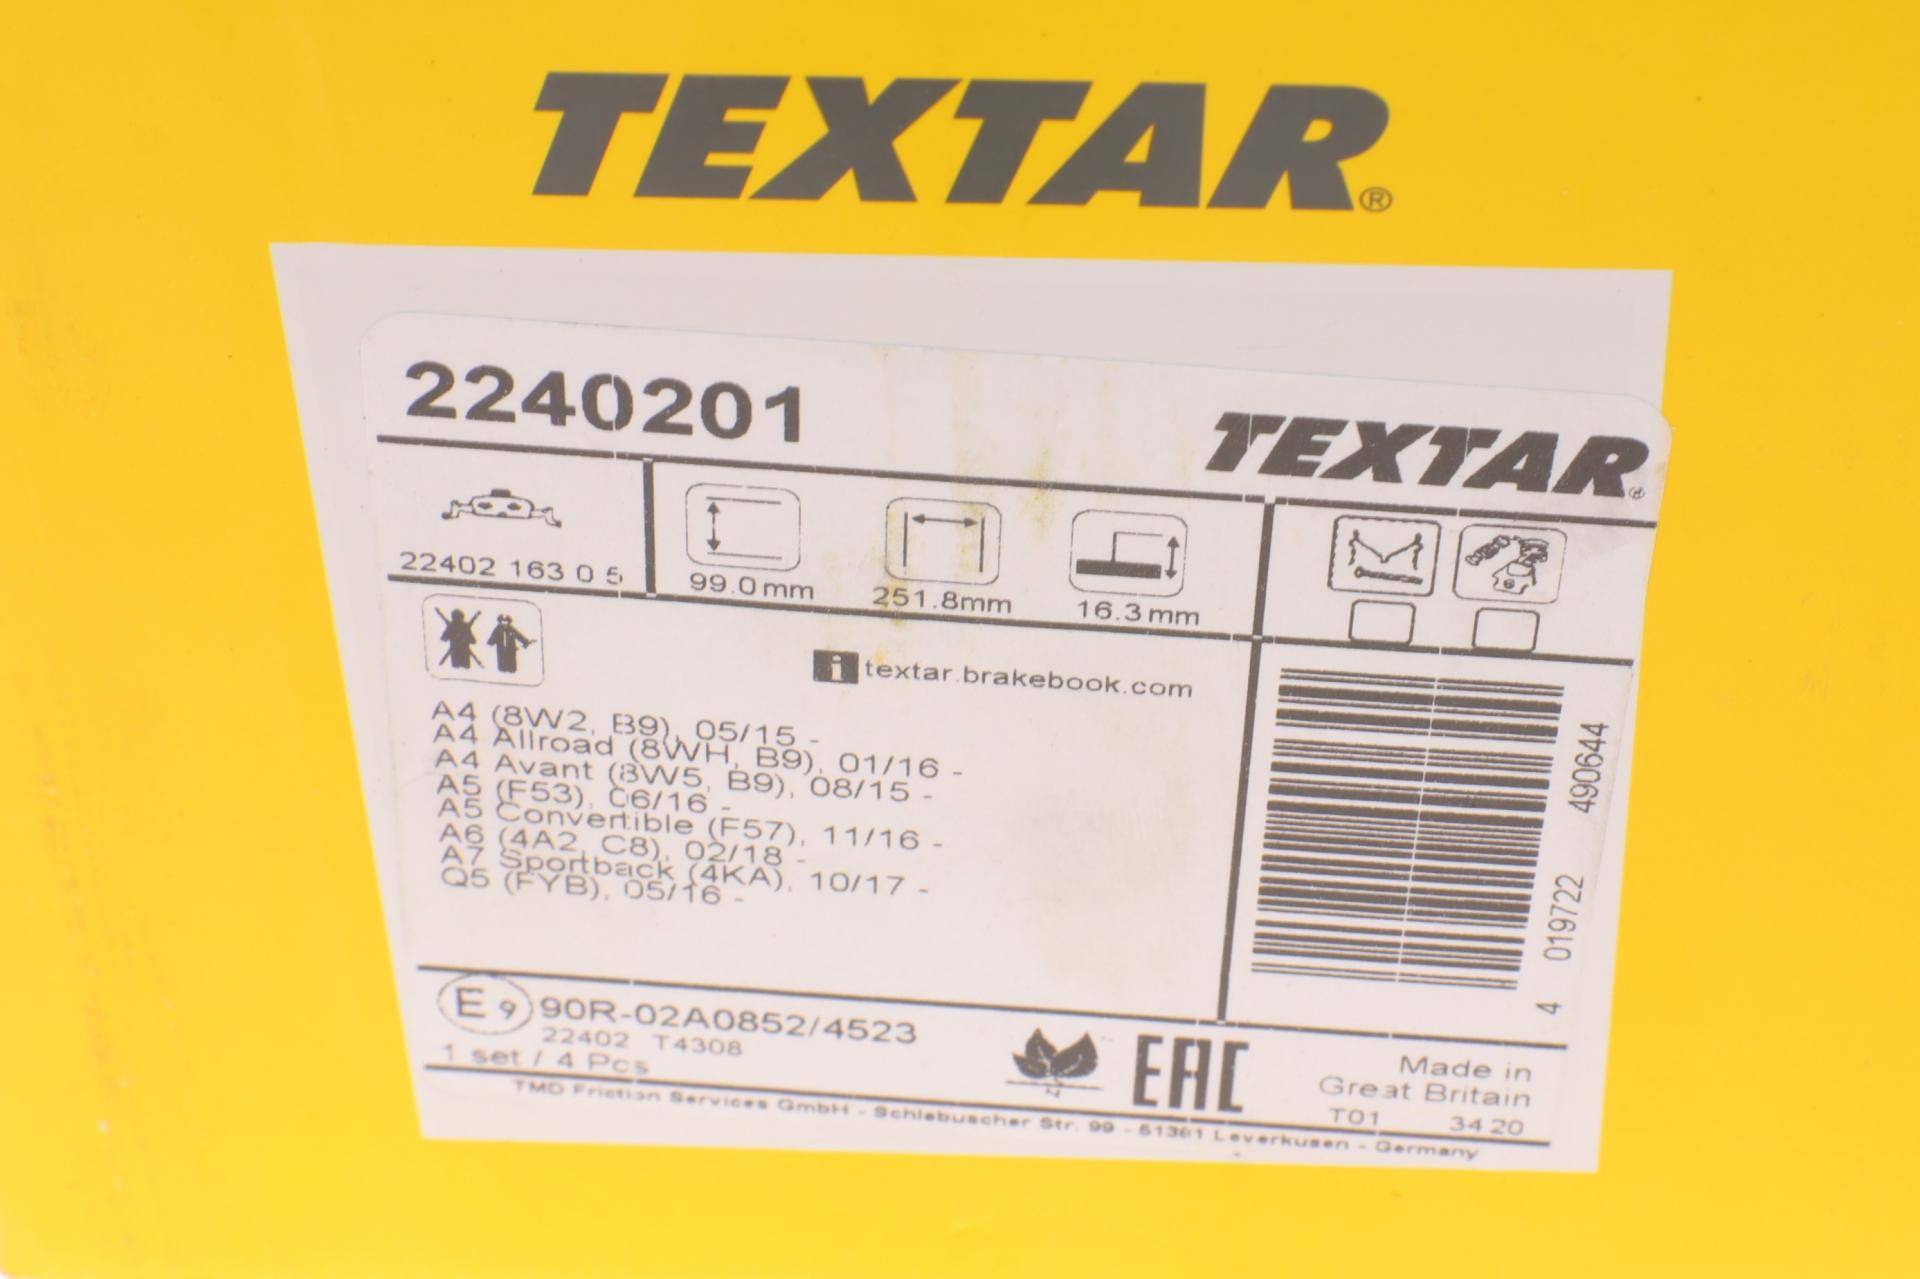 TEXTAR®
2240201
TEXTAR®
22402 163 0 5
99.0mm
251.8mm
16.3mm
i textar.brakebook.com
A4 (8W2, B9), 05/15 -
A4 Allroad (8WH, B9), 01/16 -
A4 Avant (8W5, B9), 08/15 -
A5 (F53), 06/16 -
A5 Convertible (F57), 11/16 -
A6 (4A2, C8), 02/18 -
A7 Sportback (4KA), 10/17 -
Q5 (FYB), 05/16 -
4 019722 490644
E9 90R-02A0852/4523
22402 T4308
1 set / 4 Pcs
EAC
Made in
Great Britain
T01 34 20
TMD Friction Services GmbH - Schlebuscher Str. 99 - 51381 Leverkusen - Germany